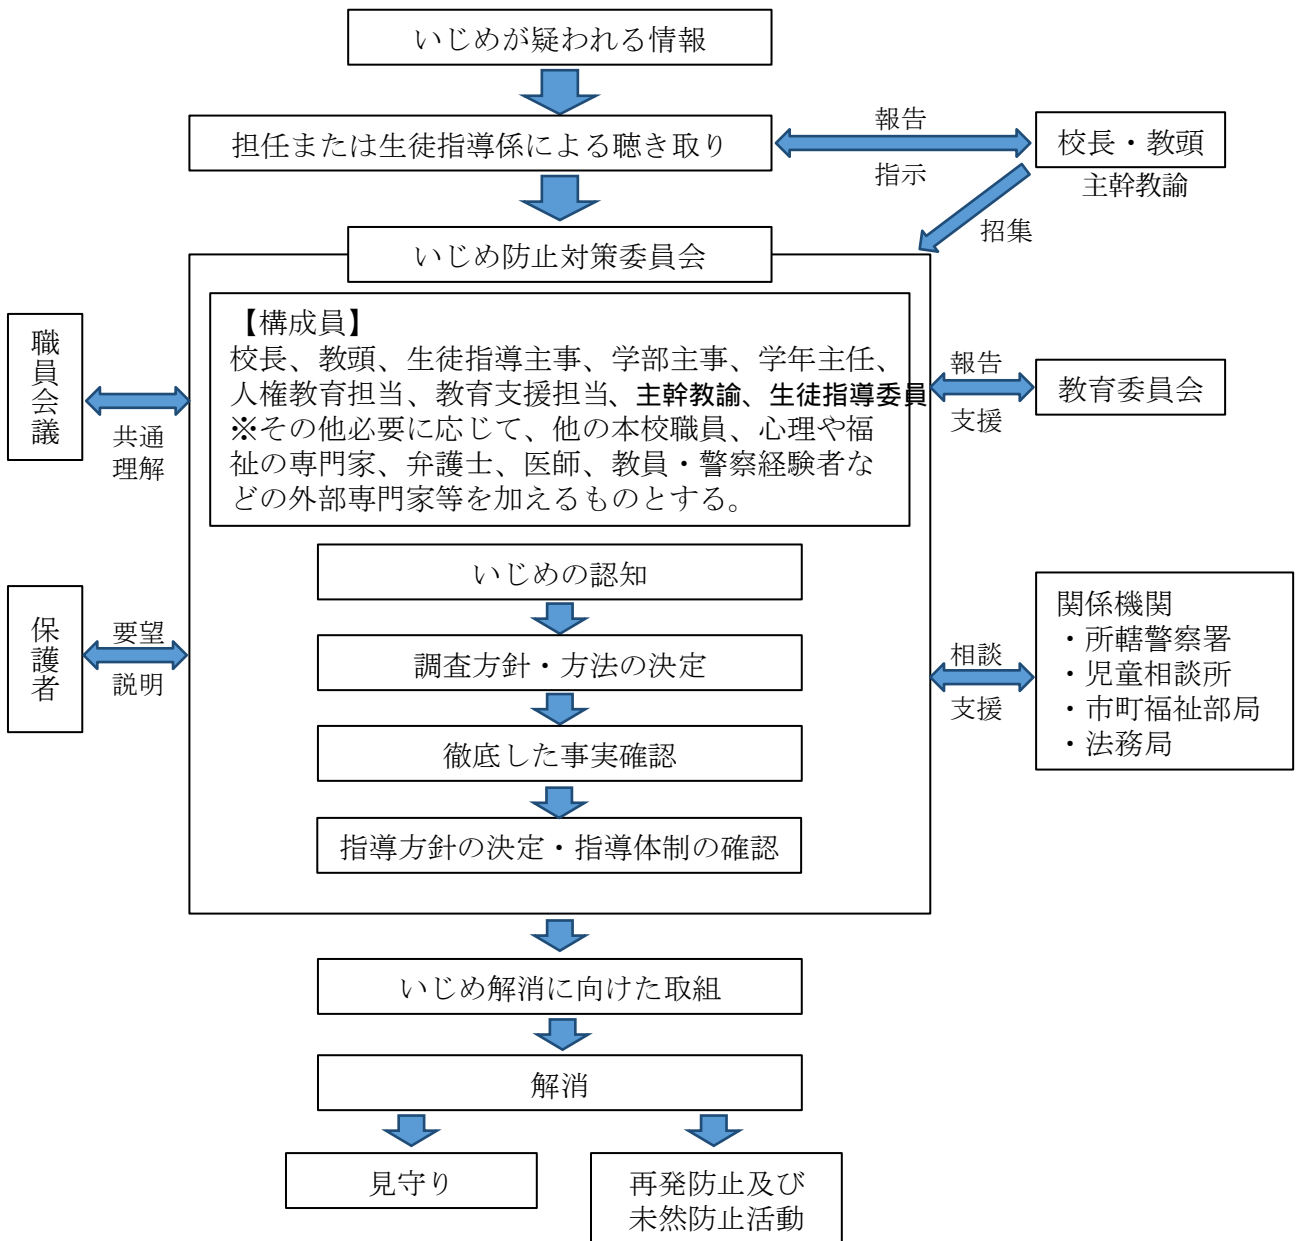 いじめが疑われる情報
担任または生徒指導係による聴き取り
報告
指示
校長・教頭
主幹教諭
招集
いじめ防止対策委員会
【構成員】
校長、教頭、生徒指導主事、学部主事、学年主任、
人権教育担当、教育支援担当、主幹教諭、生徒指導委員
※その他必要に応じて、他の本校職員、心理や福
祉の専門家、弁護士、医師、教員・警察経験者な
どの外部専門家等を加えるものとする。
職員会議
共通
理解
報告
支援
教育委員会
いじめの認知
調査方針・方法の決定
徹底した事実確認
指導方針の決定・指導体制の確認
保護者
要望
説明
相談
支援
関係機関
・所轄警察署
・児童相談所
・市町福祉部局
・法務局
いじめ解消に向けた取組
解消
見守り
再発防止及び
未然防止活動